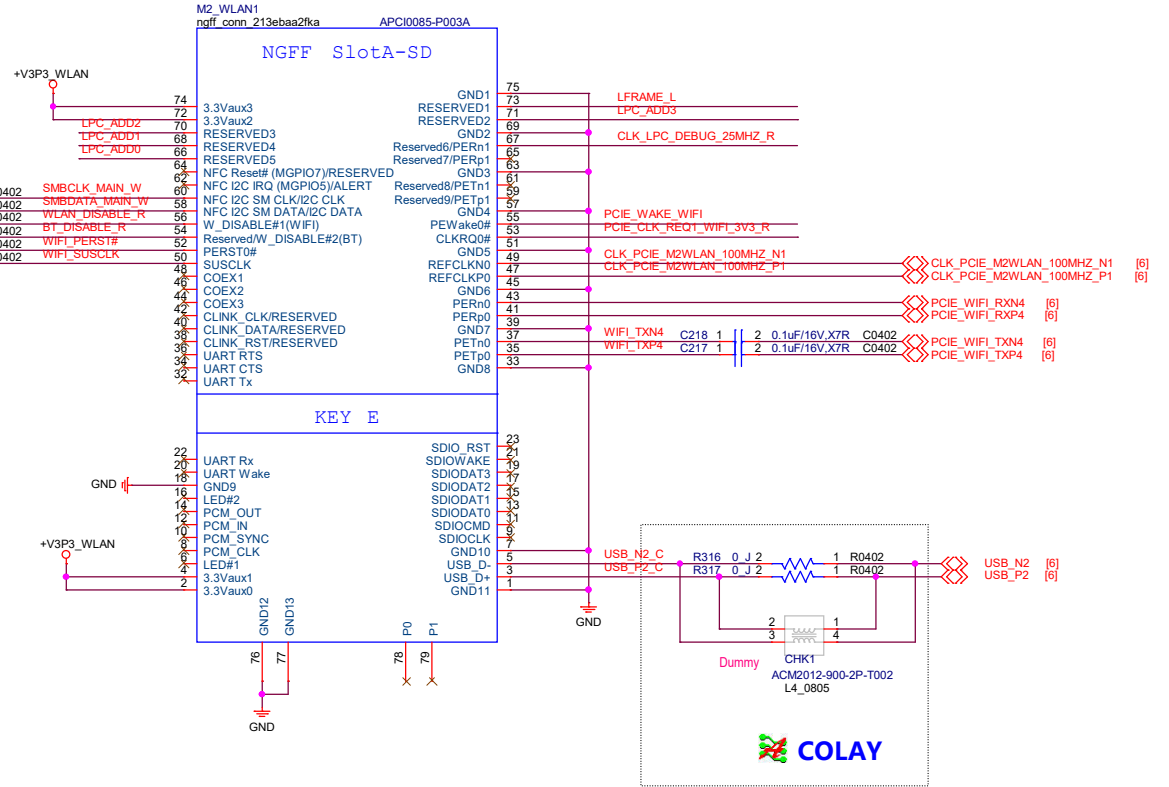 M2_WLAN1
ngff_conn_213ebaa2fka APCI0085-P003A
NGFF SlotA-SD
+V3P3_WLAN
75 GND1
74 3.3Vaux3
73 RESERVED1 LFRAME_L
72 3.3Vaux2
71 RESERVED2 LPC_ADD3
LPC_ADD2 70 RESERVED3
69 GND2
LPC_ADD1 68 RESERVED4
67 Reserved6/PERn1 CLK_LPC_DEBUG_25MHZ_R
LPC_ADD0 66 RESERVED5
65 Reserved7/PERp1
64 NFC Reset# (MGPIO7)/RESERVED
63 GND3
62 NFC I2C IRQ (MGPIO5)/ALERT
61 Reserved8/PETn1
0402 SMBCLK_MAIN_W 60 NFC I2C SM CLK/I2C CLK
59 Reserved9/PETp1
0402 SMBDATA_MAIN_W 58 NFC I2C SM DATA/I2C DATA
57 GND4
0402 WLAN_DISABLE_R 56 W_DISABLE#1(WIFI)
55 PEWake0# PCIE_WAKE_WIFI
0402 BT_DISABLE_R 54 Reserved/W_DISABLE#2(BT)
53 CLKRQ0# PCIE_CLK_REQ1_WIFI_3V3_R
0402 WIFI_PERST# 52 PERST0#
51 GND5
0402 WIFI_SUSCLK 50 SUSCLK
49 REFCLKN0 CLK_PCIE_M2WLAN_100MHZ_N1 CLK_PCIE_M2WLAN_100MHZ_N1 [6]
48 COEX1
47 REFCLKP0 CLK_PCIE_M2WLAN_100MHZ_P1 CLK_PCIE_M2WLAN_100MHZ_P1 [6]
46 COEX2
45 GND6
44 COEX3
43 PERn0 PCIE_WIFI_RXN4 [6]
42 CLINK_CLK/RESERVED
41 PERp0 PCIE_WIFI_RXP4 [6]
40 CLINK_DATA/RESERVED
39 GND7
38 CLINK_RST/RESERVED
37 PETn0 WIFI_TXN4 C218 1 2 0.1uF/16V,X7R C0402 PCIE_WIFI_TXN4 [6]
36 UART RTS
35 PETp0 WIFI_TXP4 C217 1 2 0.1uF/16V,X7R C0402 PCIE_WIFI_TXP4 [6]
34 UART CTS
33 GND8
32 UART Tx
KEY E
23 SDIO_RST
22 UART Rx
21 SDIOWAKE
20 UART Wake
19 SDIODAT3
GND 18 GND9
17 SDIODAT2
16 LED#2
15 SDIODAT1
14 PCM_OUT
13 SDIODAT0
12 PCM_IN
11 SDIOCMD
10 PCM_SYNC
9 SDIOCLK
+V3P3_WLAN
8 PCM_CLK
7 GND10
6 LED#1
5 USB_D- USB_N2_C R316 0_J 2 1 R0402 USB_N2 [6]
4 3.3Vaux1
3 USB_D+ USB_P2_C R317 0_J 2 1 R0402 USB_P2 [6]
2 3.3Vaux0
1 GND11
GND12 GND13 P0 P1
76 77 78 79
GND
GND
2 1
3 4
Dummy CHK1
ACM2012-900-2P-T002
L4_0805
COLAY